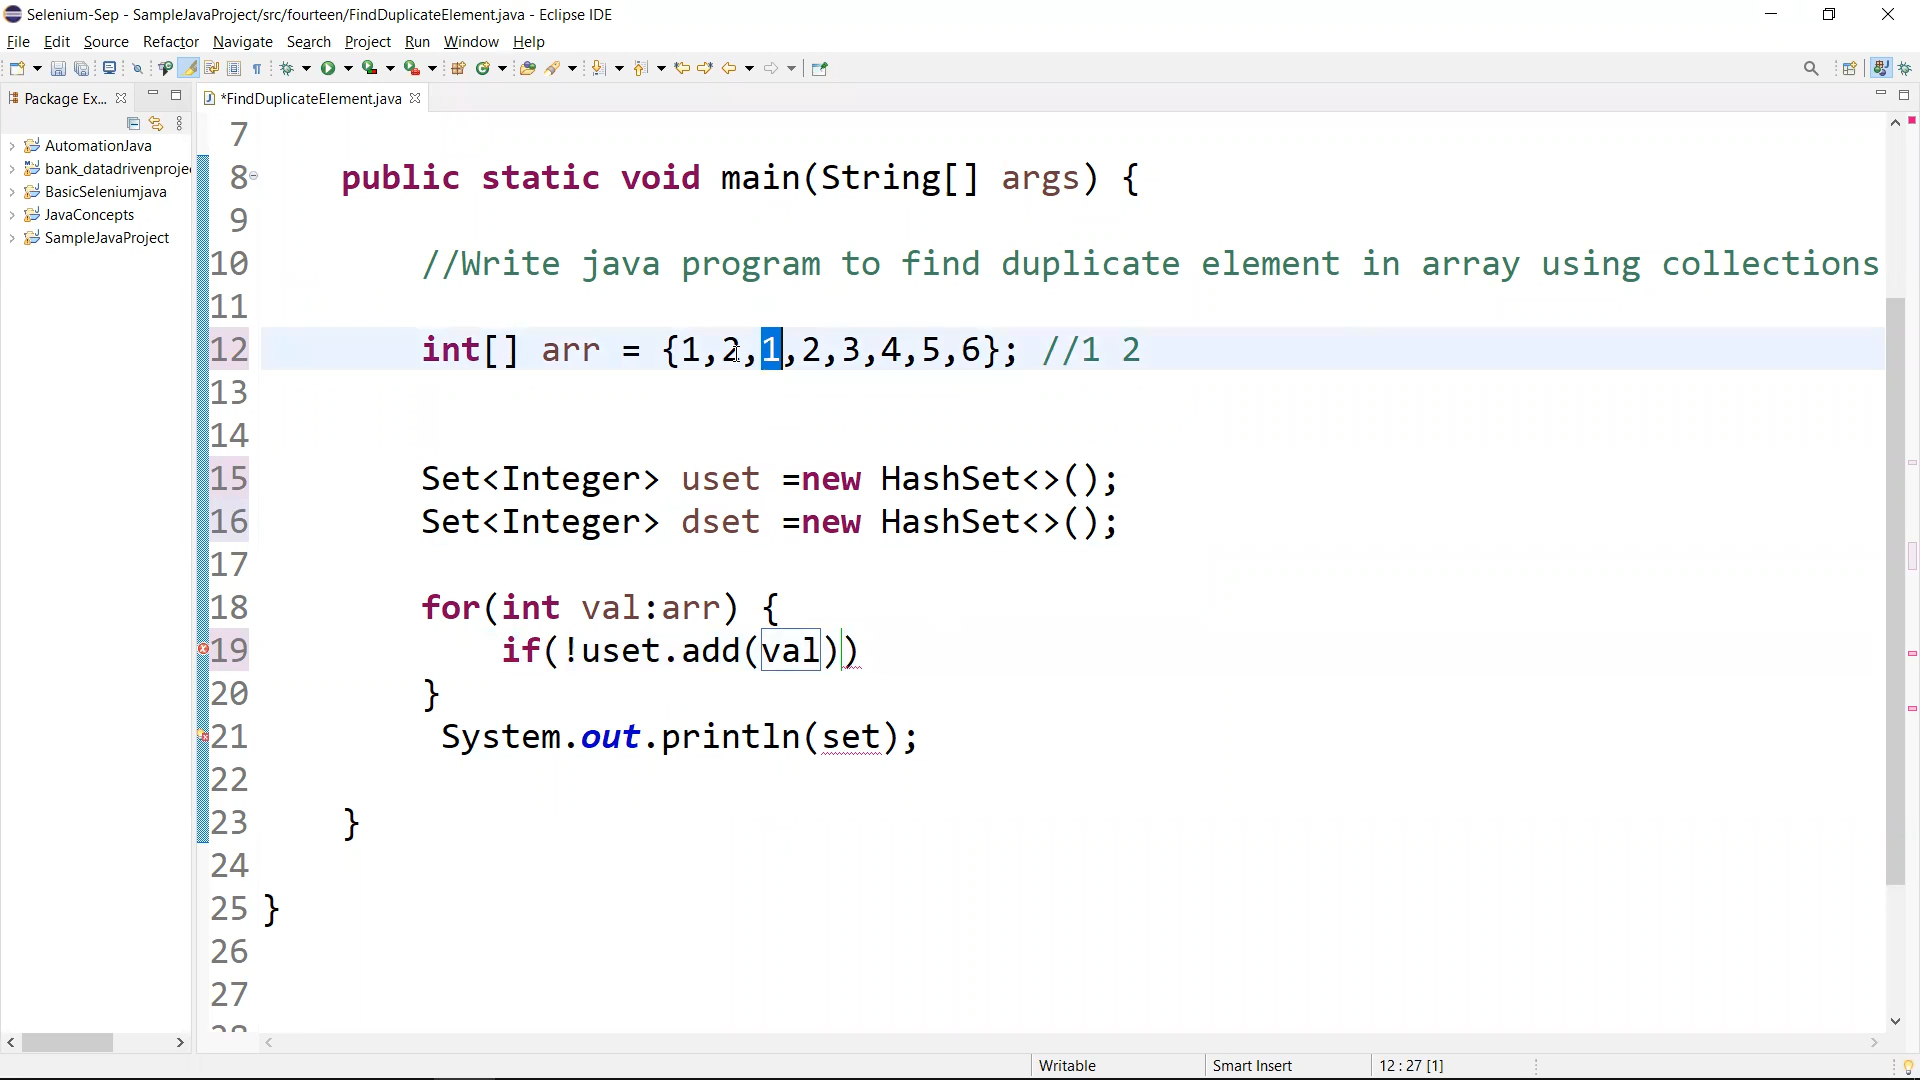 Selenium-Sep - SampleJavaProject/src/fourteen/FindDuplicateElement.java - Eclipse IDE
File Edit Source Refactor Navigate Search Project Run Window Help
Package Ex...
*FindDuplicateElement.java
AutomationJava
bank_datadrivenproje
BasicSeleniumjava
JavaConcepts
SampleJavaProject
7
8 public static void main(String[] args) {
9
10 //Write java program to find duplicate element in array using collections
11
12 int[] arr = {1,2,1,2,3,4,5,6}; //1 2
13
14
15 Set<Integer> uset =new HashSet<>();
16 Set<Integer> dset =new HashSet<>();
17
18 for(int val:arr) {
19 if(!uset.add(val))
20 }
21 System.out.println(set);
22
23 }
24
25 }
26
27
Writable Smart Insert 12 : 27 [1]